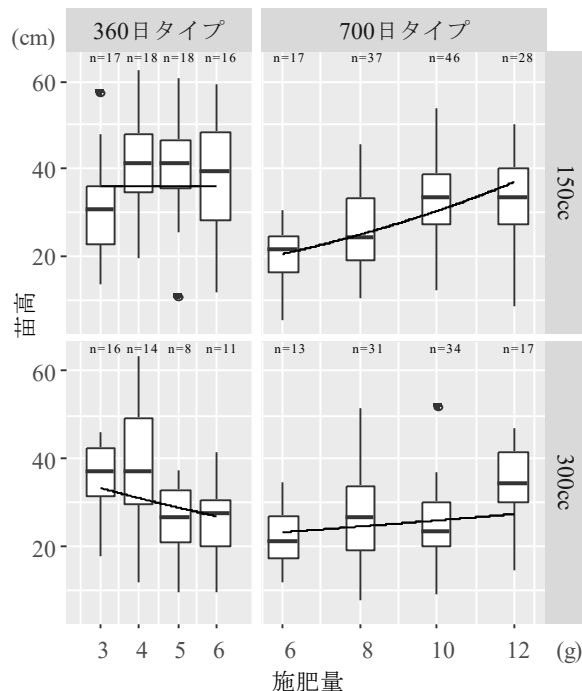 (cm)
360日タイプ 700日タイプ
n=17 n=18 n=18 n=16 n=17 n=37 n=46 n=28
60
40
20
150cc
苗高
n=16 n=14 n=8 n=11 n=13 n=31 n=34 n=17
60
40
20
300cc
3 4 5 6 6 8 10 12 (g)
施肥量